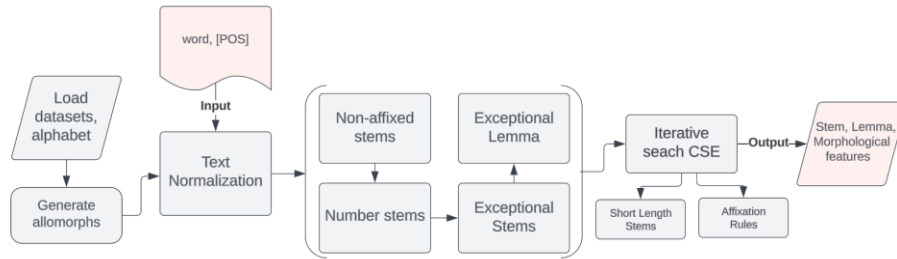 word, [POS]
Load
datasets,
alphabet
Input
Generate
allomorphs
Text
Normalization
Non-affixed
stems
Number stems
Exceptional
Lemma
Exceptional
Stems
Iterative
seach CSE
Short Length
Stems
Affixation
Rules
Output
Stem, Lemma,
Morphological
features